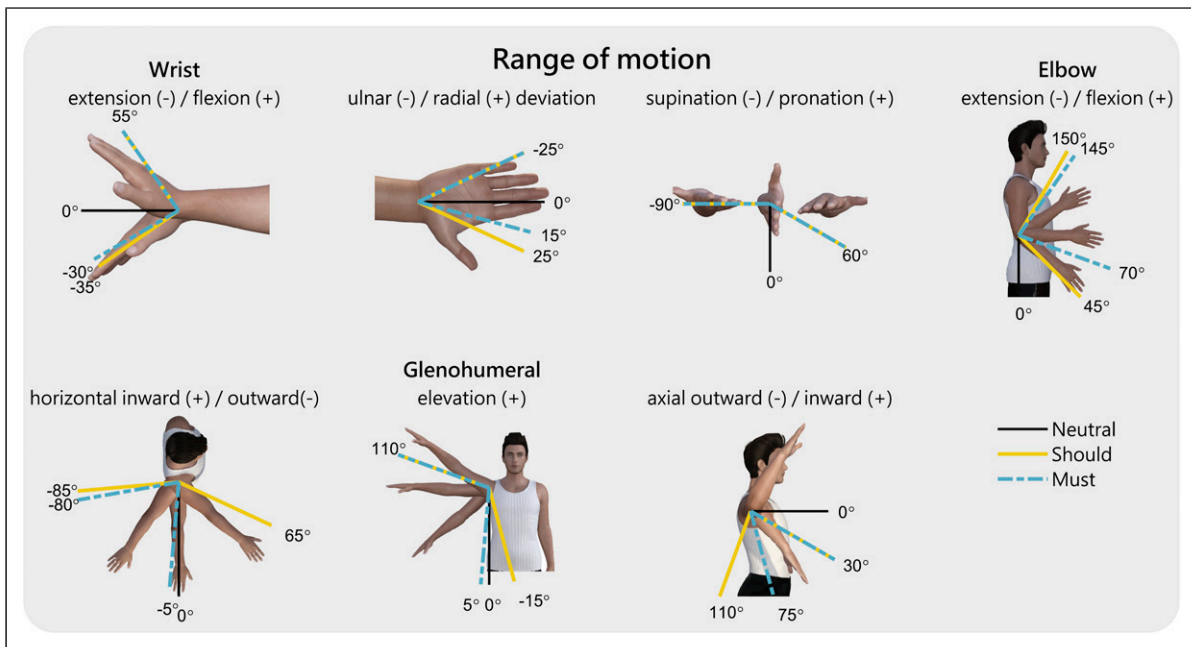 Range of motion
Wrist
Elbow
extension (-) / flexion (+)
ulnar (-) / radial (+) deviation
supination (-) / pronation (+)
extension (-) / flexion (+)
55°
0°
-30°
-35°
-25°
0°
15°
25°
-90°
60°
0°
150°
145°
70°
45°
0°
Glenohumeral
horizontal inward (+) / outward(-)
elevation (+)
axial outward (-) / inward (+)
-85°
-80°
65°
-5°
0°
110°
5°
0°
-15°
0°
30°
110°
75°
Neutral
Should
Must